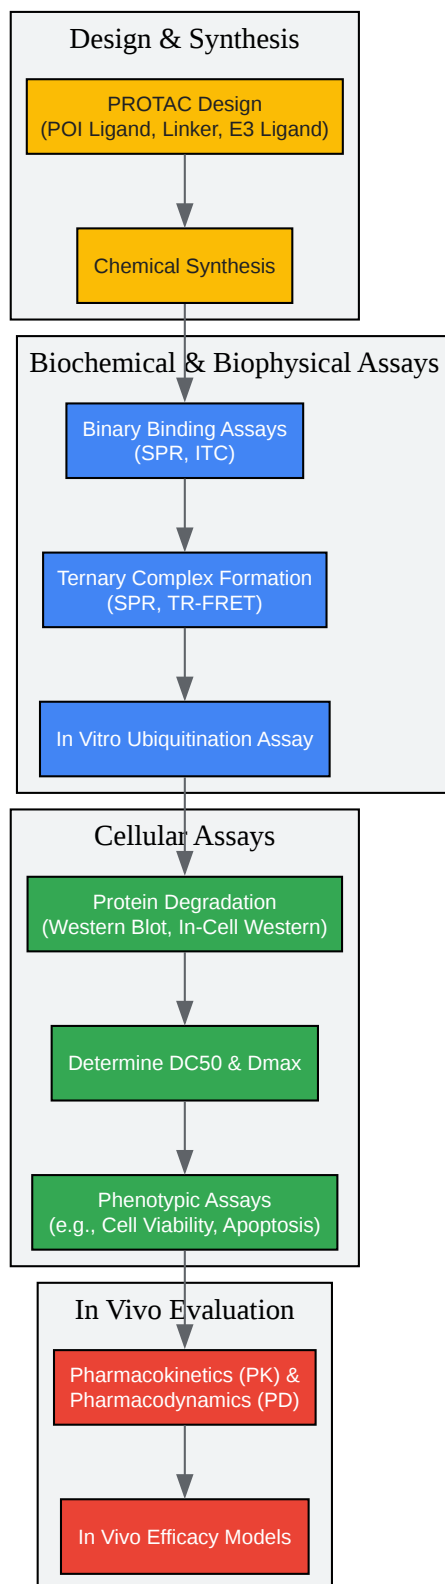 Design & Synthesis
PROTAC Design
(POI Ligand, Linker, E3 Ligand)
Chemical Synthesis
Biochemical & Biophysical Assays
Binary Binding Assays
(SPR, ITC)
Ternary Complex Formation
(SPR, TR-FRET)
In Vitro Ubiquitination Assay
Cellular Assays
Protein Degradation
(Western Blot, In-Cell Western)
Determine DC50 & Dmax
Phenotypic Assays
(e.g., Cell Viability, Apoptosis)
In Vivo Evaluation
Pharmacokinetics (PK) &
Pharmacodynamics (PD)
In Vivo Efficacy Models